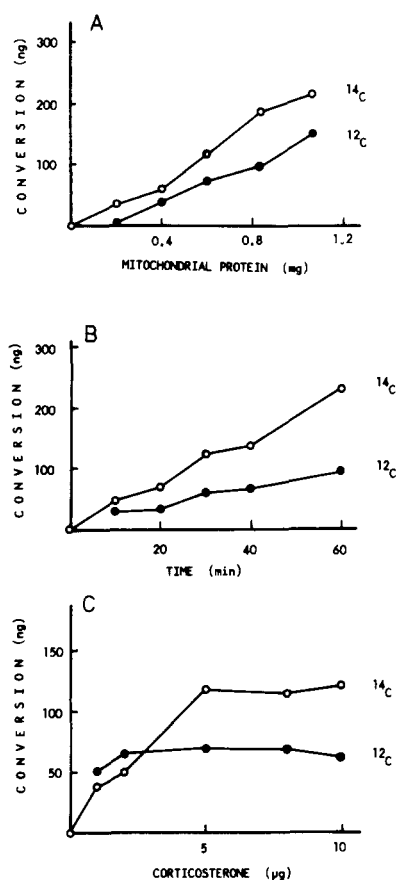 A
CONVERSION (ng)
300
200
100
14C
12C
0.4
0.8
1.2
MITOCHONDRIAL PROTEIN (mg)
B
CONVERSION (ng)
300
200
100
14C
12C
20
40
60
TIME (min)
C
CONVERSION (ng)
150
100
50
14C
12C
5
10
CORTICOSTERONE (µg)